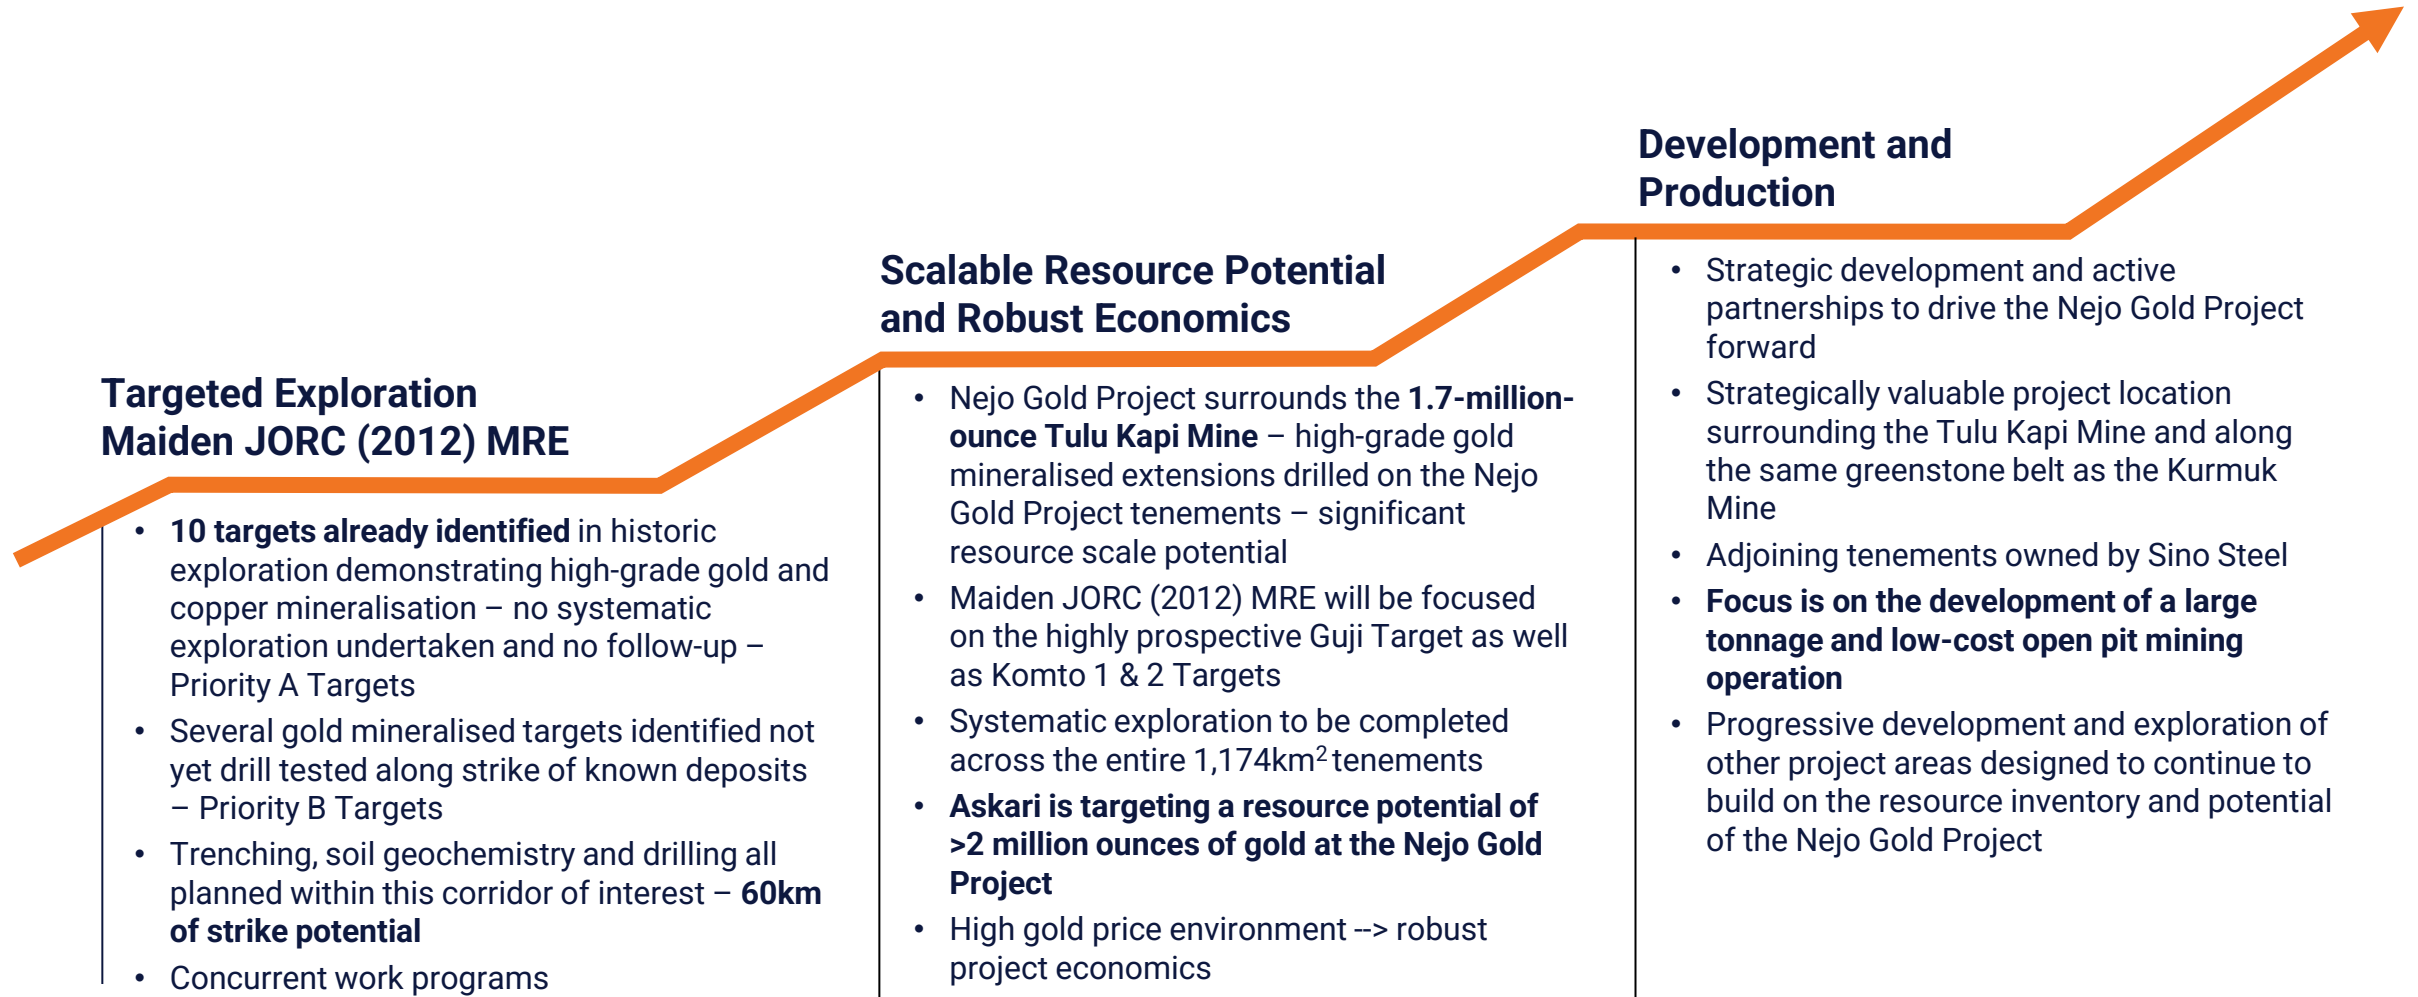 Targeted Exploration
Maiden JORC (2012) MRE
• 10 targets already identified in historic
exploration demonstrating high-grade gold and
copper mineralisation – no systematic
exploration undertaken and no follow-up –
Priority A Targets
• Several gold mineralised targets identified not
yet drill tested along strike of known deposits
– Priority B Targets
• Trenching, soil geochemistry and drilling all
planned within this corridor of interest – 60km
of strike potential
• Concurrent work programs
Scalable Resource Potential
and Robust Economics
• Nejo Gold Project surrounds the 1.7-million-
ounce Tulu Kapi Mine – high-grade gold
mineralised extensions drilled on the Nejo
Gold Project tenements – significant
resource scale potential
• Maiden JORC (2012) MRE will be focused
on the highly prospective Guji Target as well
as Komto 1 & 2 Targets
• Systematic exploration to be completed
across the entire 1,174km² tenements
• Askari is targeting a resource potential of
>2 million ounces of gold at the Nejo Gold
Project
• High gold price environment --> robust
project economics
Development and
Production
• Strategic development and active
partnerships to drive the Nejo Gold Project
forward
• Strategically valuable project location
surrounding the Tulu Kapi Mine and along
the same greenstone belt as the Kurmuk
Mine
• Adjoining tenements owned by Sino Steel
• Focus is on the development of a large
tonnage and low-cost open pit mining
operation
• Progressive development and exploration of
other project areas designed to continue to
build on the resource inventory and potential
of the Nejo Gold Project